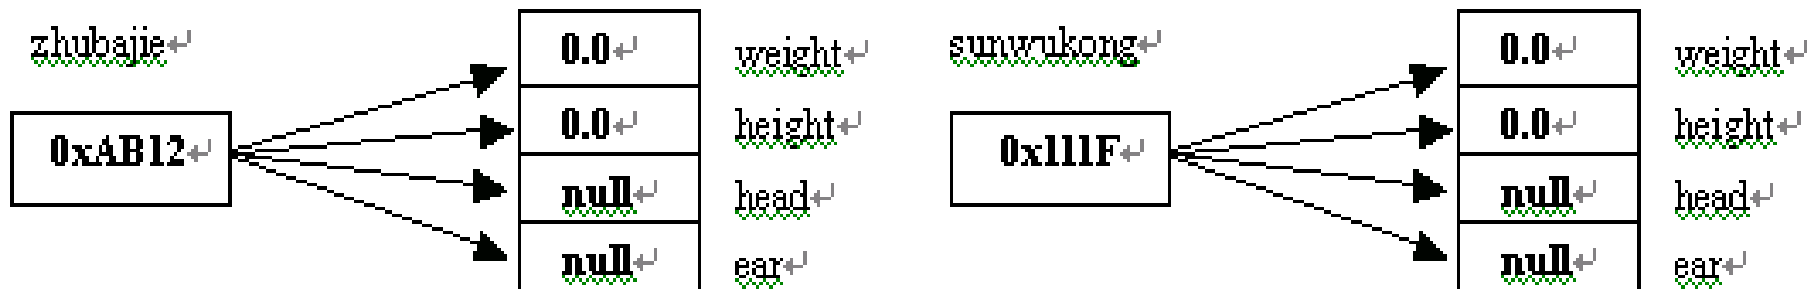 zhubajie
0xAB12
0.0 weight
0.0 height
null head
null ear
sunwukong
0x111F
0.0 weight
0.0 height
null head
null ear